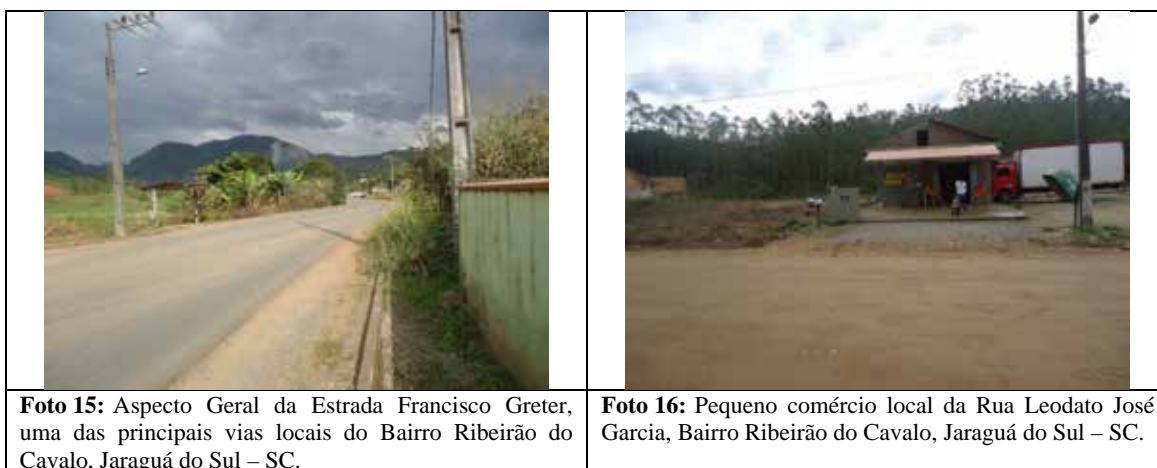 Foto 15: Aspecto Geral da Estrada Francisco Greter,
uma das principais vias locais do Bairro Ribeirão do
Cavalo, Jaraguá do Sul – SC.
Foto 16: Pequeno comércio local da Rua Leodato José
Garcia, Bairro Ribeirão do Cavalo, Jaraguá do Sul – SC.